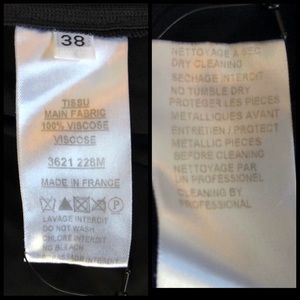 38
TISSU
MAIN FABRIC
100% VISCOSE
VISCOSE
3621 228M
MADE IN FRANCE
LAVAGE INTERDIT
DO NOT WASH
CHLORE INTERDIT
NO BLEACH
NETTOYAGE A SEC
DRY CLEANING
SECHAGE INTERDIT
NO TUMBLE DRY
PROTEGER LES PIECES
METALLIQUES AVANT
ENTRETIEN / PROTECT
METALLIC PIECES
BEFORE CLEANING
NETTOYAGE PAR
UN PROFESSIONEL
CLEANING BY
PROFESSIONAL